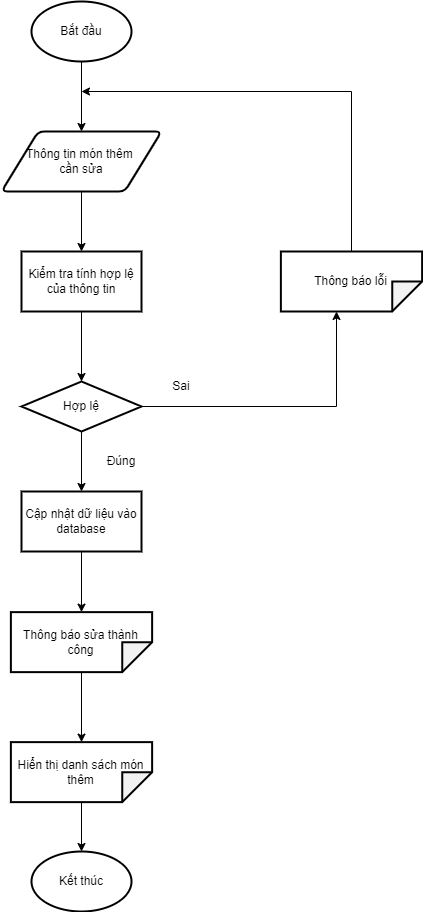 Bắt đầu
Thông tin món thêm
cần sửa
Kiểm tra tính hợp lệ
của thông tin
Thông báo lỗi
Sai
Hợp lệ
Đúng
Cập nhật dữ liệu vào
database
Thông báo sửa thành
công
Hiển thị danh sách món
thêm
Kết thúc